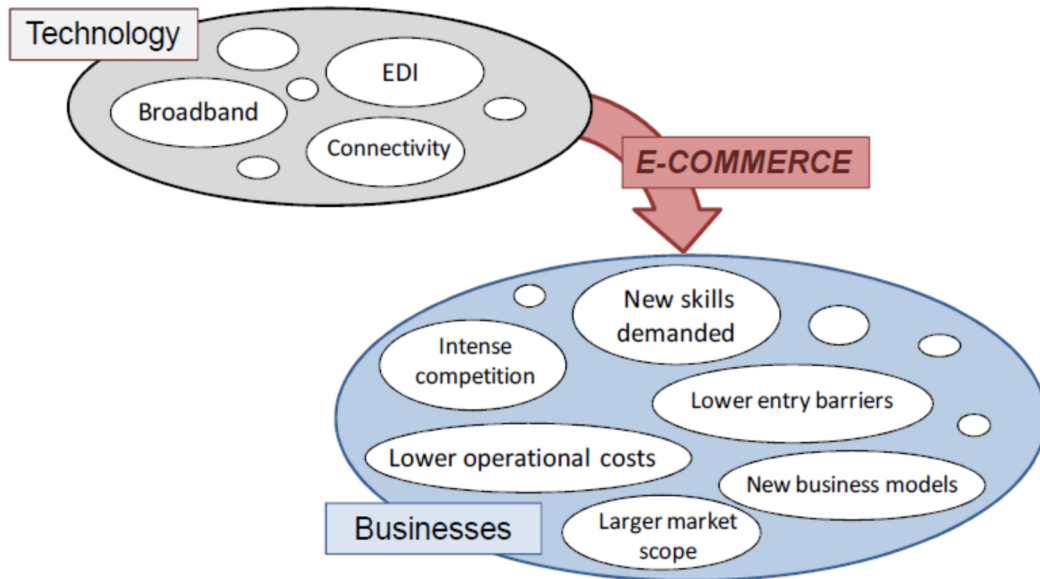 Technology
EDI
Broadband
Connectivity
E-COMMERCE
New skills
demanded
Intense
competition
Lower entry barriers
Lower operational costs
New business models
Larger market
scope
Businesses